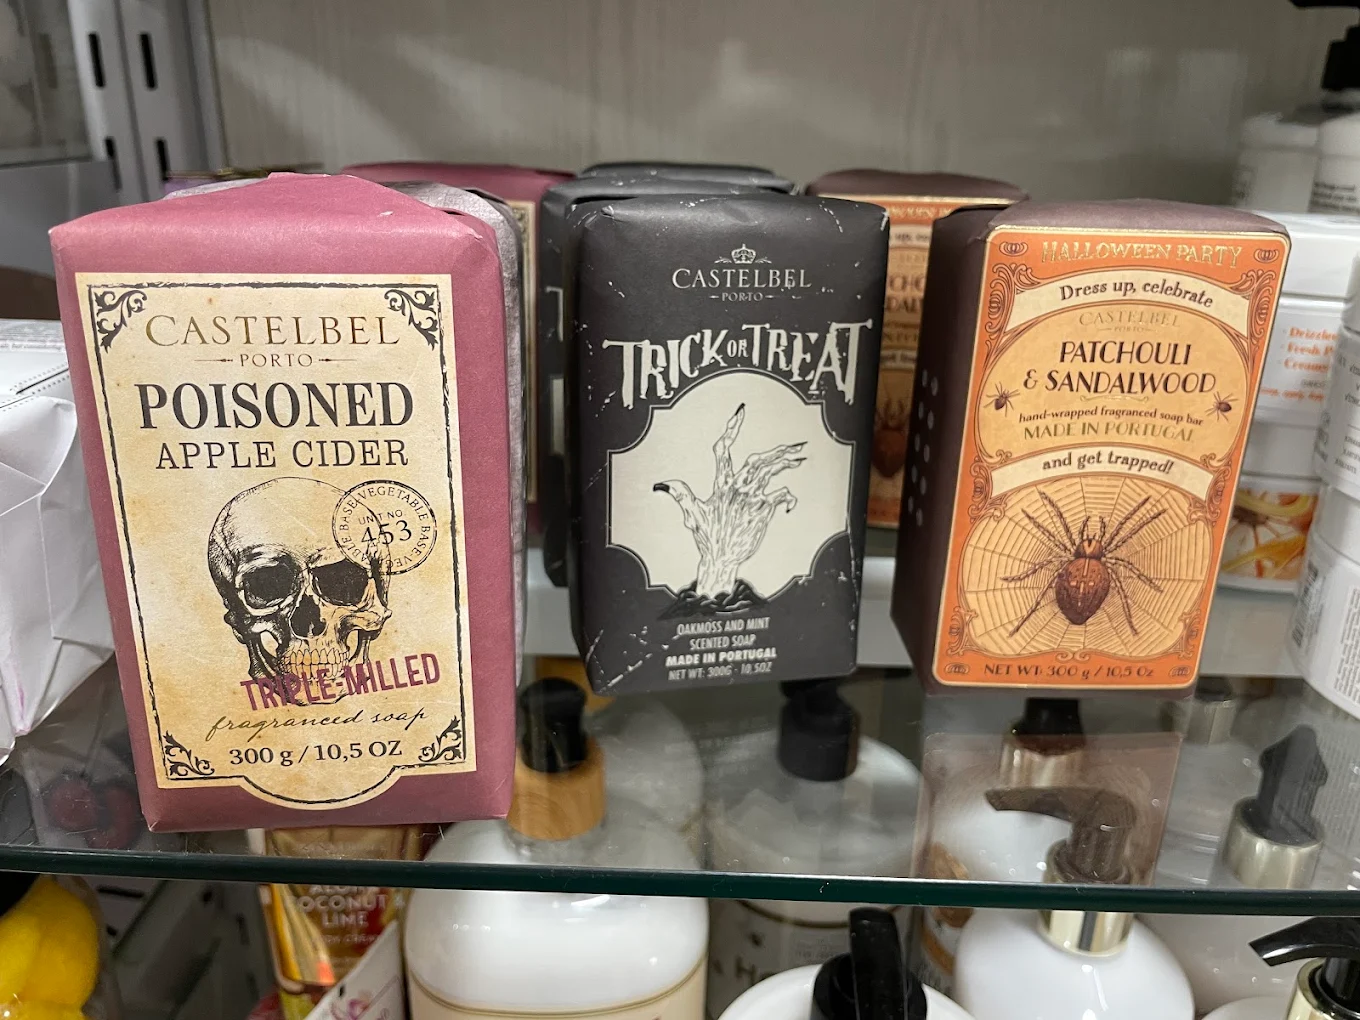 CASTELBEL
PORTO
POISONED
APPLE CIDER
VEGETABLE BASE
UNIT NO
453
TRIPLE-MILLED
fragranced soap
300 g / 10,5 OZ
CASTELBEL
PORTO
TRICK OR TREAT
OAKMOSS AND MINT
SCENTED SOAP
MADE IN PORTUGAL
NET WT: 300G - 10.5OZ
HALLOWEEN PARTY
Dress up, celebrate
CASTELBEL
PORTO
PATCHOULI
& SANDALWOOD
hand-wrapped fragranced soap bar
MADE IN PORTUGAL
and get trapped!
NET WT: 300 g / 10,5 Oz
COCONUT
LIME